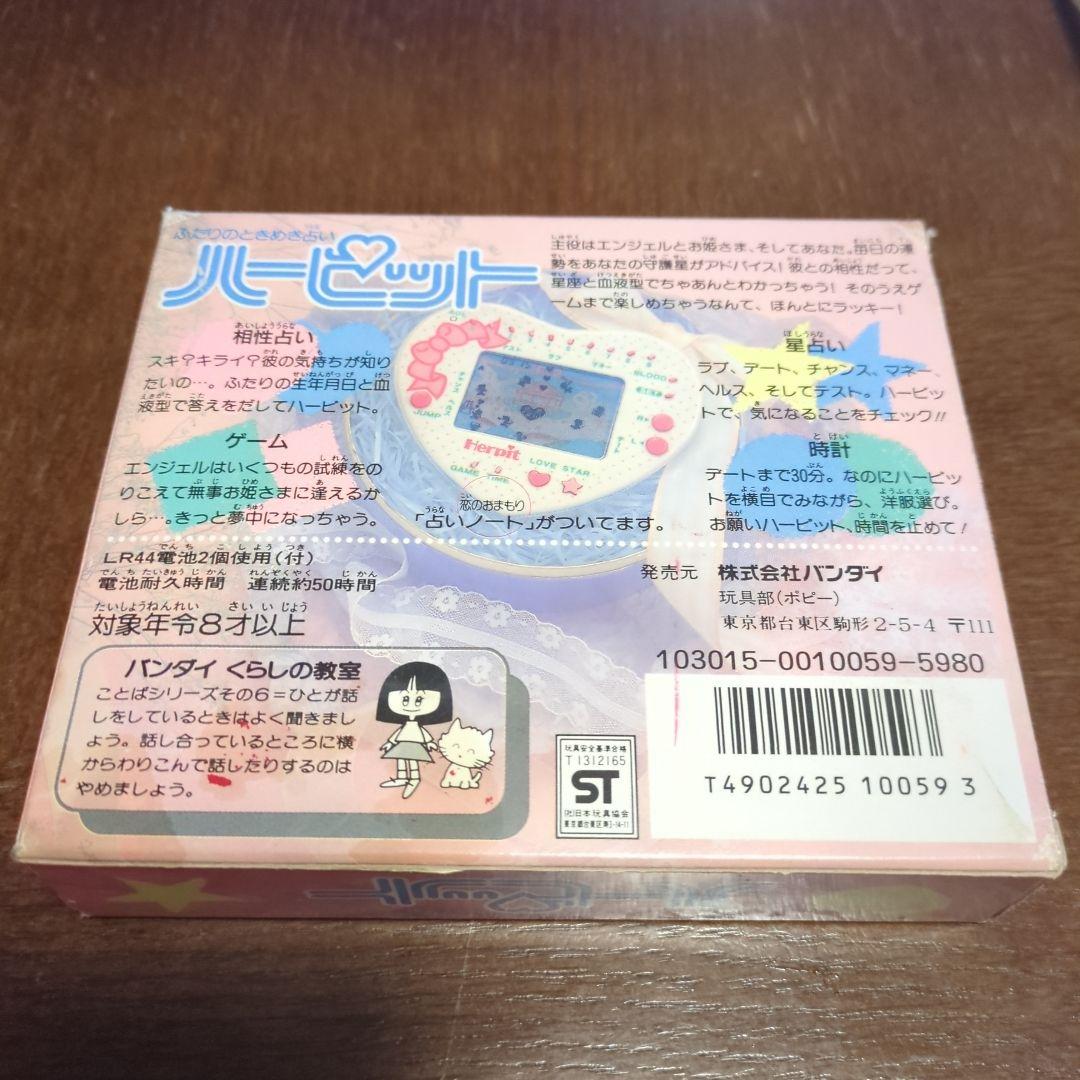 ふたりのときめき占い
ハーピット
主役はエンジェルとお姫さま、そしてあなた。毎日の運
勢をあなたの守護星がアドバイス！彼との相性だって、
星座と血液型でちゃあんとわかっちゃう！そのうえゲ
ームまで楽しめちゃうなんて、ほんとにラッキー！
相性占い
スキ？キライ？彼の気持ちが知り
たいの…。ふたりの生年月日と血
液型で答えをだしてハーピット。
星占い
ラブ、デート、チャンス、マネー、
ヘルス、そしてテスト。ハーピッ
トで、気になることをチェック!!
ゲーム
エンジェルはいくつもの試練をの
りこえて無事お姫さまに逢えるか
しら…。きっと夢中になっちゃう。
時計
デートまで30分。なのにハーピッ
トを横目でみながら、洋服選び。
お願いハーピット、時間を止めて！
BLOOD
JUMP
Herpit
GAME TIME
LOVE STAR
恋のおまもり
「占いノート」がついてます。
LR44電池2個使用(付)
電池耐久時間 連続約50時間
対象年令8才以上
発売元 株式会社バンダイ
玩具部(ポピー)
東京都台東区駒形2-5-4 〒111
103015-0010059-5980
バンダイ くらしの教室
ことばシリーズその6＝ひとが話
しをしているときはよく聞きまし
ょう。話し合っているところに横
からわりこんで話したりするのは
やめましょう。
玩具安全基準合格
T1312165
ST
(社)日本玩具協会
T4902425100593